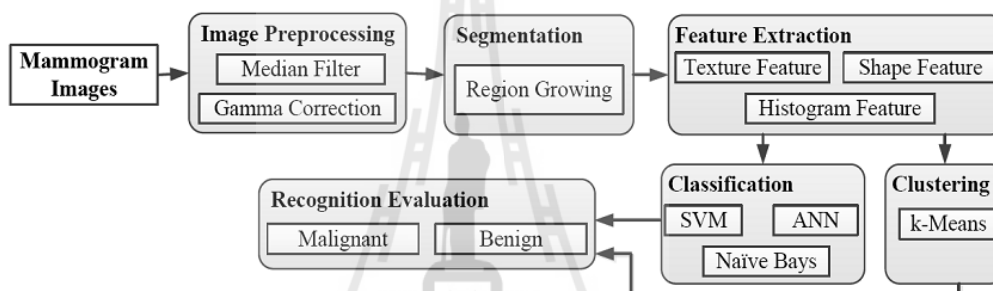 Mammogram
Images
Image Preprocessing
Median Filter
Gamma Correction
Segmentation
Region Growing
Feature Extraction
Texture Feature
Shape Feature
Histogram Feature
Classification
SVM
ANN
Naïve Bays
Clustering
k-Means
Recognition Evaluation
Malignant
Benign